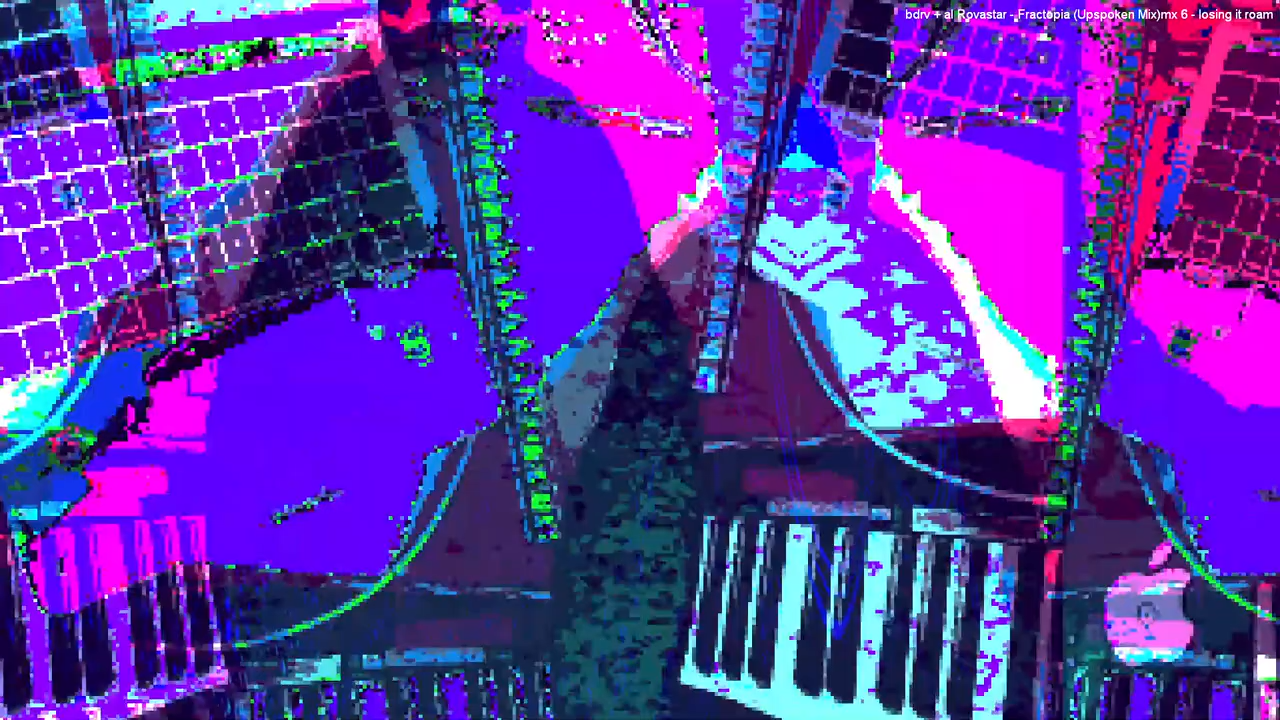 bdrv + al Rovastar - Fractopia (Upspoken Mix)mx 6 - losing it roam